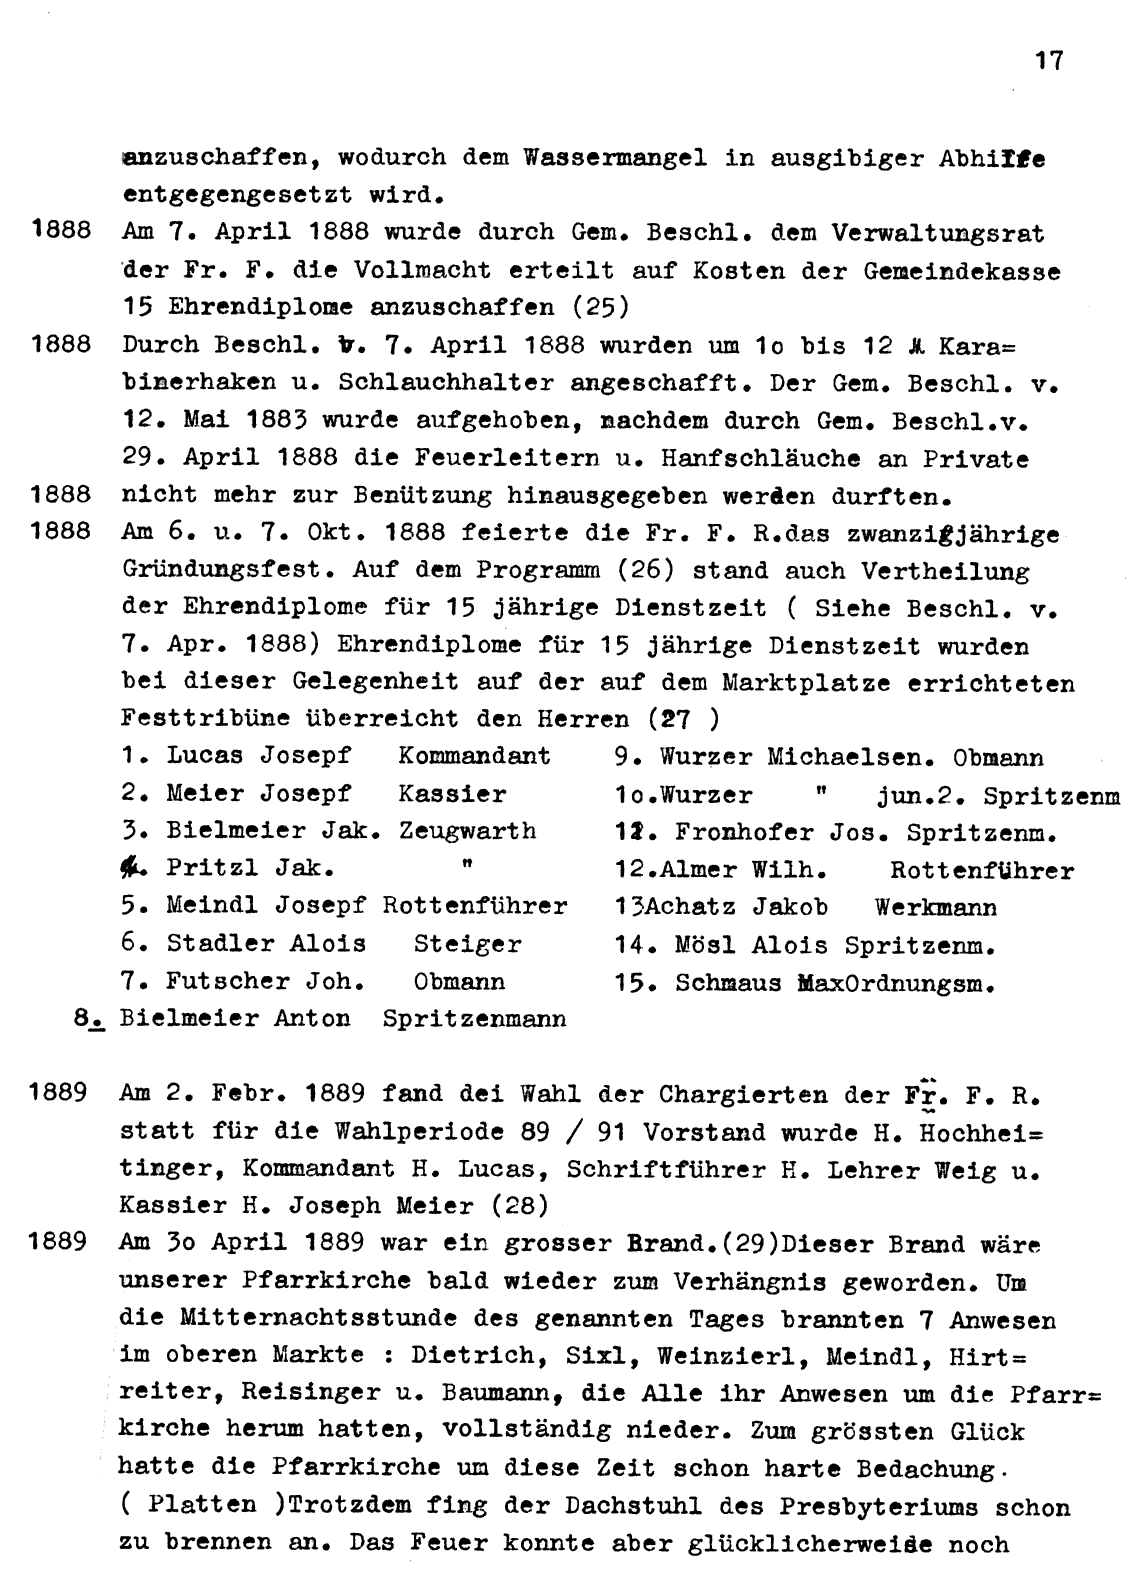 17
anzuschaffen, wodurch dem Wassermangel in ausgibiger Abhilfe
entgegengesetzt wird.
1888 Am 7. April 1888 wurde durch Gem. Beschl. dem Verwaltungsrat
der Fr. F. die Vollmacht erteilt auf Kosten der Gemeindekasse
15 Ehrendiplome anzuschaffen (25)
1888 Durch Beschl. v. 7. April 1888 wurden um 1o bis 12 M Kara=
binerhaken u. Schlauchhalter angeschafft. Der Gem. Beschl. v.
12. Mai 1883 wurde aufgehoben, nachdem durch Gem. Beschl.v.
29. April 1888 die Feuerleitern u. Hanfschläuche an Private
1888 nicht mehr zur Benützung hinausgegeben werden durften.
1888 Am 6. u. 7. Okt. 1888 feierte die Fr. F. R.das zwanzigjährige
Gründungsfest. Auf dem Programm (26) stand auch Vertheilung
der Ehrendiplome für 15 jährige Dienstzeit ( Siehe Beschl. v.
7. Apr. 1888) Ehrendiplome für 15 jährige Dienstzeit wurden
bei dieser Gelegenheit auf der auf dem Marktplatze errichteten
Festtribüne überreicht den Herren (27 )
1. Lucas Josepf Kommandant 9. Wurzer Michaelsen. Obmann
2. Meier Josepf Kassier 1o.Wurzer " jun.2. Spritzenm
3. Bielmeier Jak. Zeugwarth 11. Fronhofer Jos. Spritzenm.
4. Pritzl Jak. " 12.Almer Wilh. Rottenführer
5. Meindl Josepf Rottenführer 13Achatz Jakob Werkmann
6. Stadler Alois Steiger 14. Mösl Alois Spritzenm.
7. Futscher Joh. Obmann 15. Schmaus MaxOrdnungsm.
8. Bielmeier Anton Spritzenmann
1889 Am 2. Febr. 1889 fand dei Wahl der Chargierten der Fr. F. R.
statt für die Wahlperiode 89 / 91 Vorstand wurde H. Hochhei=
tinger, Kommandant H. Lucas, Schriftführer H. Lehrer Weig u.
Kassier H. Joseph Meier (28)
1889 Am 3o April 1889 war ein grosser Brand.(29)Dieser Brand wäre
unserer Pfarrkirche bald wieder zum Verhängnis geworden. Um
die Mitternachtsstunde des genannten Tages brannten 7 Anwesen
im oberen Markte : Dietrich, Sixl, Weinzierl, Meindl, Hirt=
reiter, Reisinger u. Baumann, die Alle ihr Anwesen um die Pfarr=
kirche herum hatten, vollständig nieder. Zum grössten Glück
hatte die Pfarrkirche um diese Zeit schon harte Bedachung.
( Platten )Trotzdem fing der Dachstuhl des Presbyteriums schon
zu brennen an. Das Feuer konnte aber glücklicherweise noch